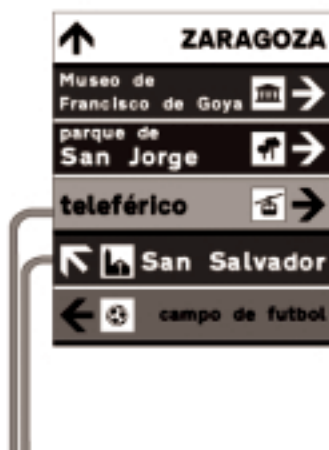 ZARAGOZA
Museo de
Francisco de Goya
parque de
San Jorge
teleférico
San Salvador
campo de futbol